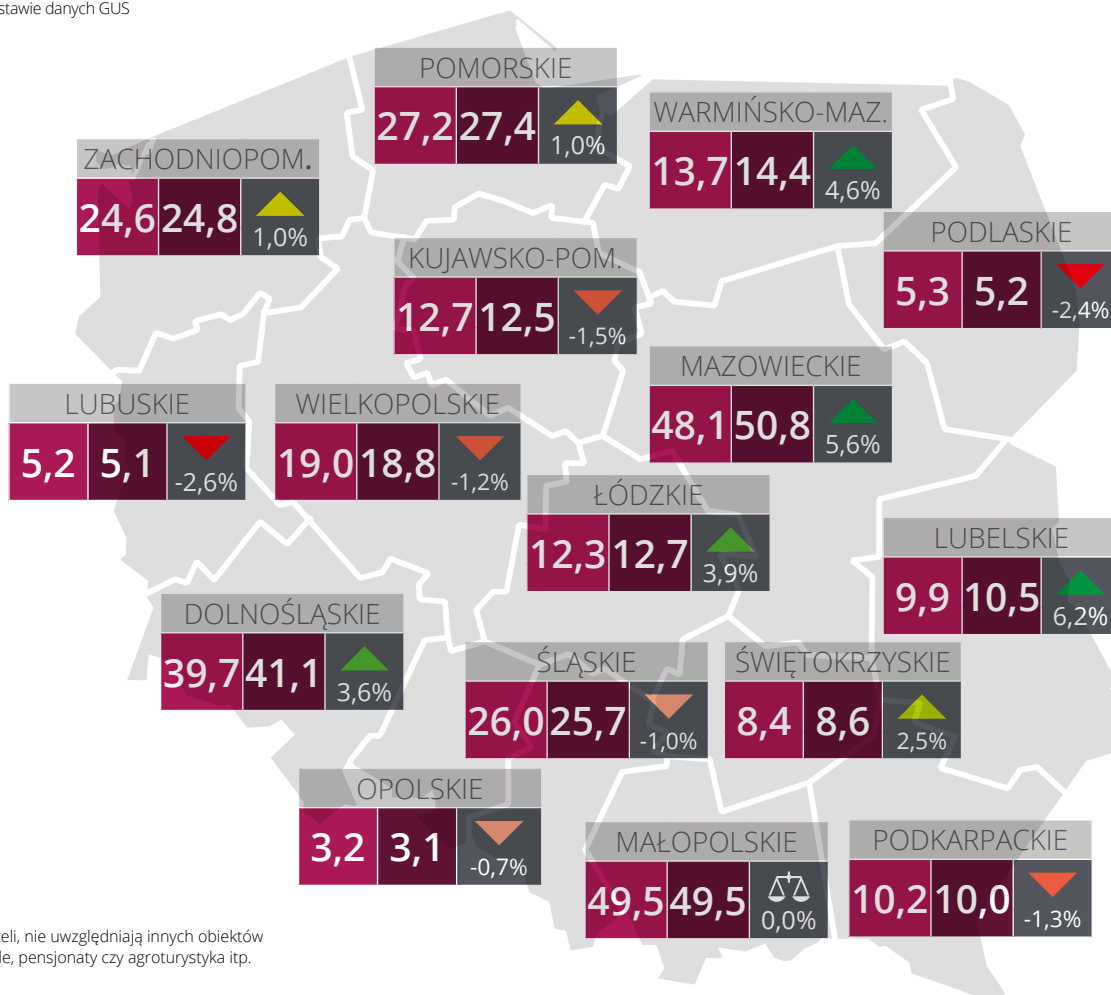 stawie danych GUS
POMORSKIE
27,2 27,4 1,0%
WARMIŃSKO-MAZ.
13,7 14,4 4,6%
ZACHODNIOPOM.
24,6 24,8 1,0%
PODLASKIE
5,3 5,2 -2,4%
KUJAWSKO-POM.
12,7 12,5 -1,5%
MAZOWIECKIE
48,1 50,8 5,6%
LUBUSKIE
5,2 5,1 -2,6%
WIELKOPOLSKIE
19,0 18,8 -1,2%
ŁÓDZKIE
12,3 12,7 3,9%
LUBELSKIE
9,9 10,5 6,2%
DOLNOŚLĄSKIE
39,7 41,1 3,6%
ŚLĄSKIE
26,0 25,7 -1,0%
ŚWIĘTOKRZYSKIE
8,4 8,6 2,5%
OPOLSKIE
3,2 3,1 -0,7%
MAŁOPOLSKIE
49,5 49,5 0,0%
PODKARPACKIE
10,2 10,0 -1,3%
eli, nie uwzględniają innych obiektów
le, pensjonaty czy agroturystyka itp.